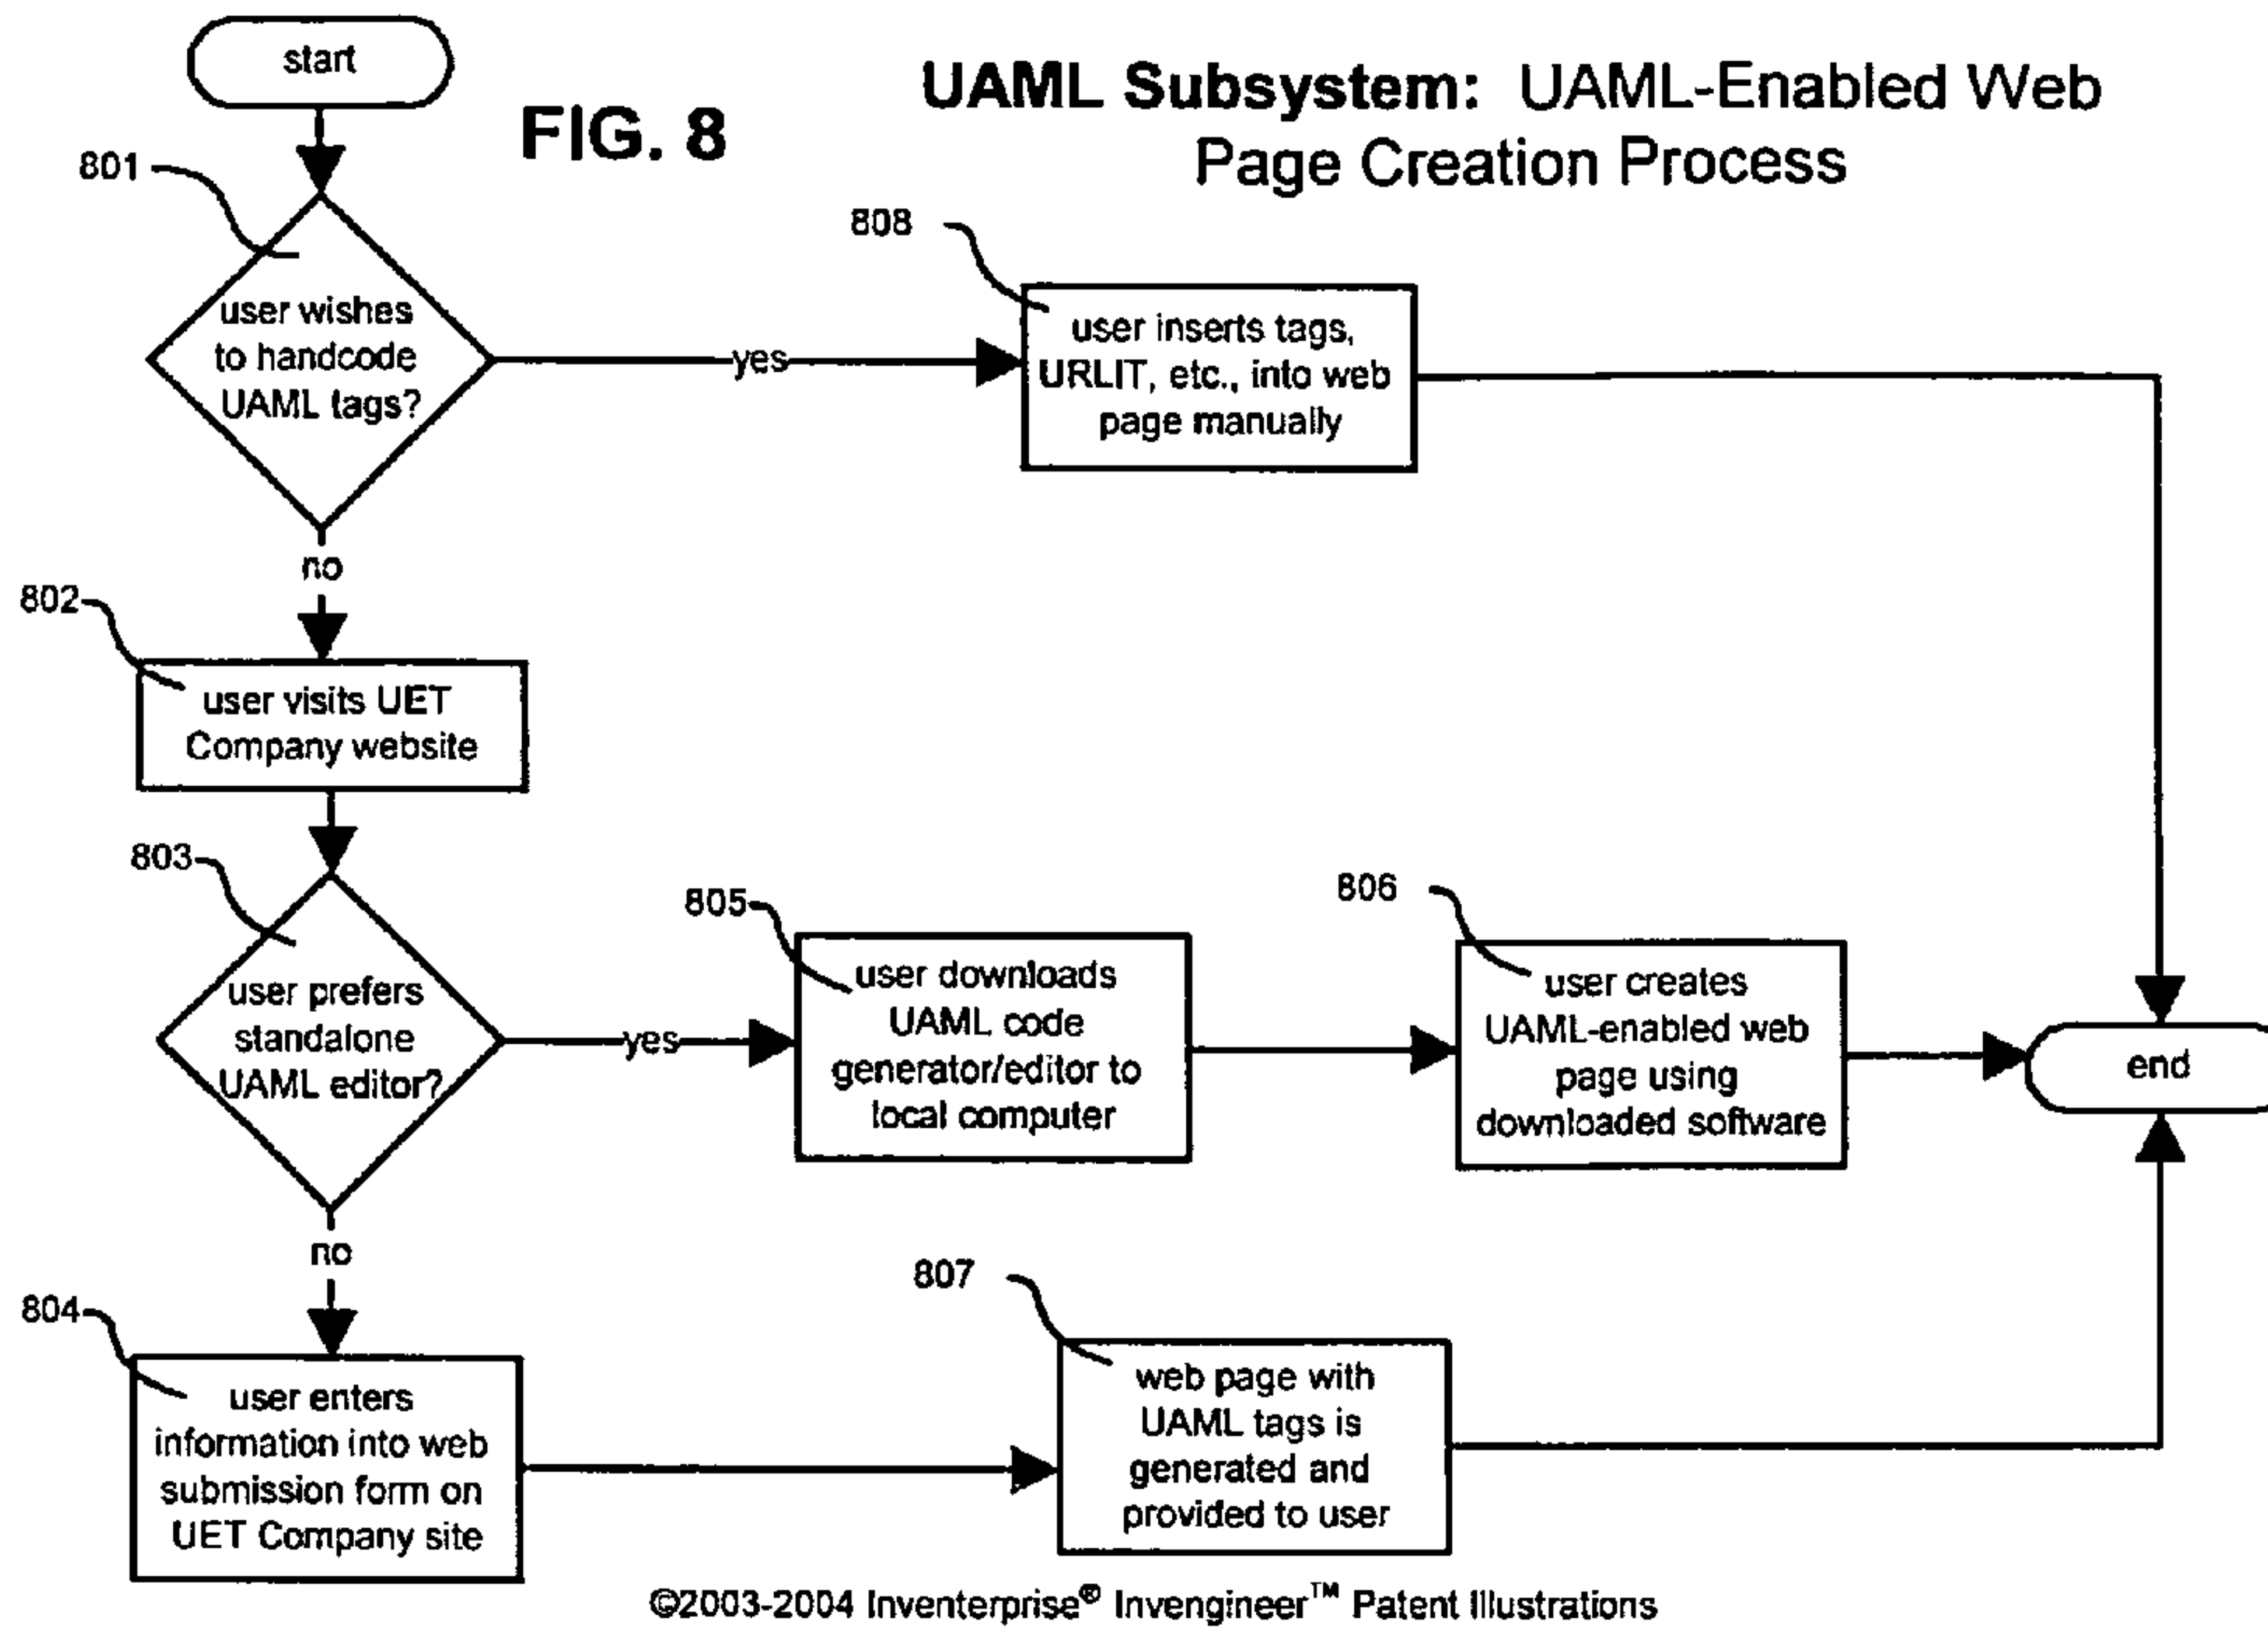 start
FIG. 8
UAML Subsystem: UAML-Enabled Web
Page Creation Process
801
user wishes
to handcode
UAML tags?
yes
808
user inserts tags,
URLIT, etc., into web
page manually
no
802
user visits UET
Company website
803
user prefers
standalone
UAML editor?
yes
805
user downloads
UAML code
generator/editor to
local computer
806
user creates
UAML-enabled web
page using
downloaded software
end
no
804
user enters
information into web
submission form on
UET Company site
807
web page with
UAML tags is
generated and
provided to user
©2003-2004 Inventerprise® Invengineer™ Patent Illustrations